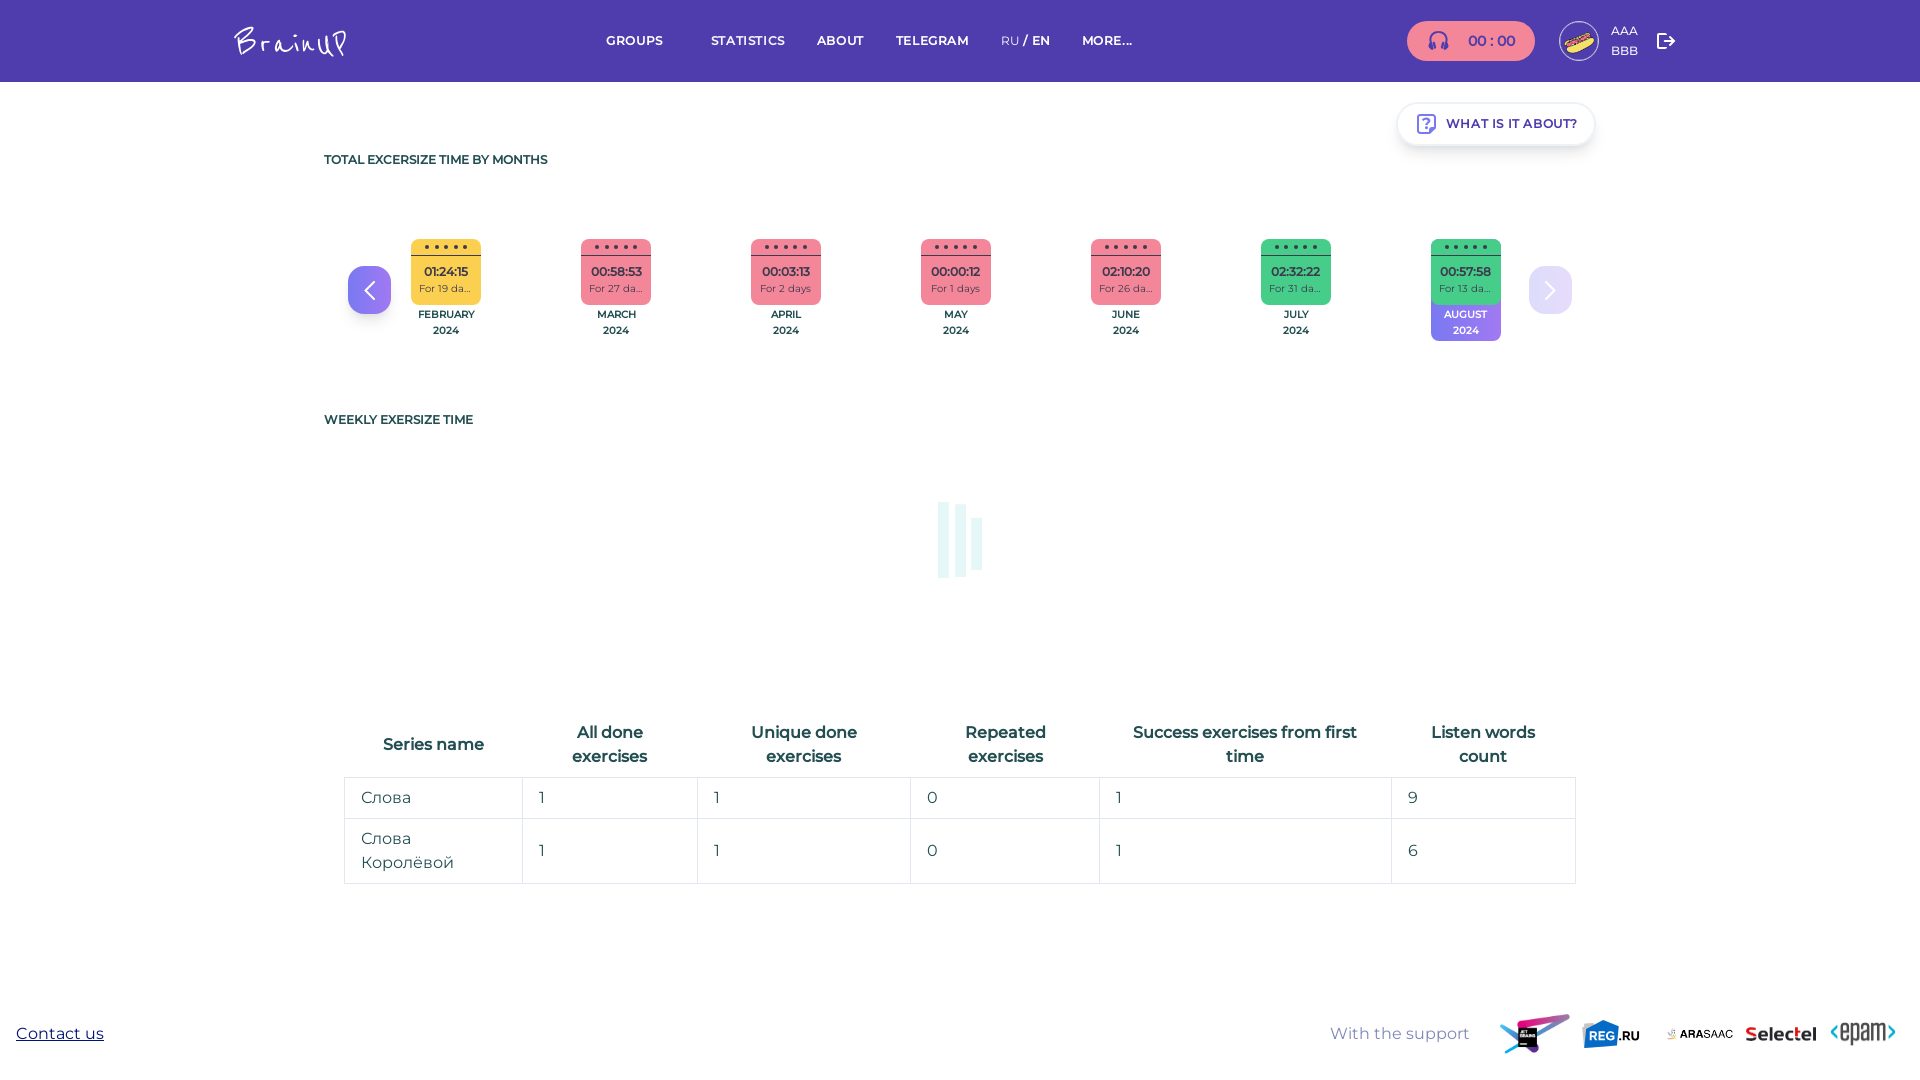 BrainUP
GROUPS
STATISTICS
ABOUT
TELEGRAM
RU / EN
MORE...
00 : 00
AAA
BBB
WHAT IS IT ABOUT?
TOTAL EXCERSIZE TIME BY MONTHS
01:24:15
For 19 da...
FEBRUARY
2024
00:58:53
For 27 da...
MARCH
2024
00:03:13
For 2 days
APRIL
2024
00:00:12
For 1 days
MAY
2024
02:10:20
For 26 da...
JUNE
2024
02:32:22
For 31 da...
JULY
2024
00:57:58
For 13 da...
AUGUST
2024
WEEKLY EXERSIZE TIME
Series name
All done
exercises
Unique done
exercises
Repeated
exercises
Success exercises from first
time
Listen words
count
Слова
1
1
0
1
9
Слова
Королёвой
1
1
0
1
6
Contact us
With the support
JET
BRAINS
REG.RU
ARASAAC
Selectel
<epam>